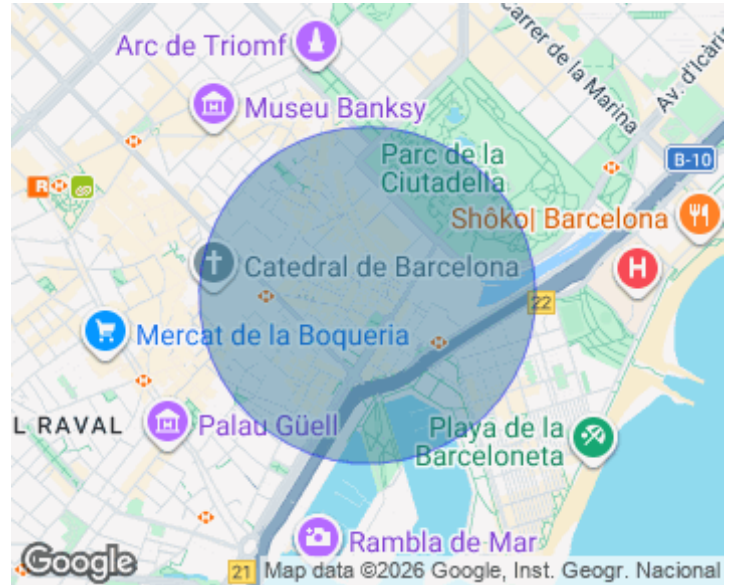 Arc de Triomf
Carrer de la Marina
Av. d'Icària
Museu Banksy
Parc de la
Ciutadella
B-10
R
Shôko| Barcelona
Catedral de Barcelona
H
22
Mercat de la Boqueria
L RAVAL
Palau Güell
Playa de la
Barceloneta
Rambla de Mar
Google
21
Map data ©2026 Google, Inst. Geogr. Nacional